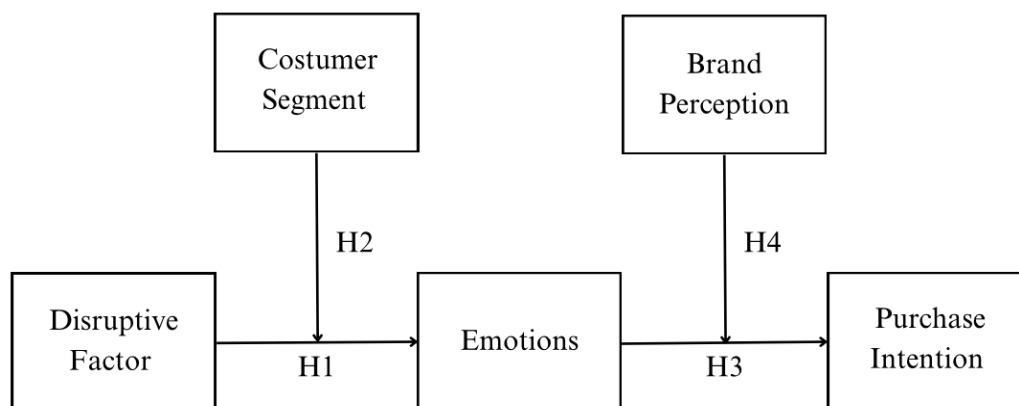 Costumer
Segment
Brand
Perception
H2
H4
Disruptive
Factor
H1
Emotions
H3
Purchase
Intention